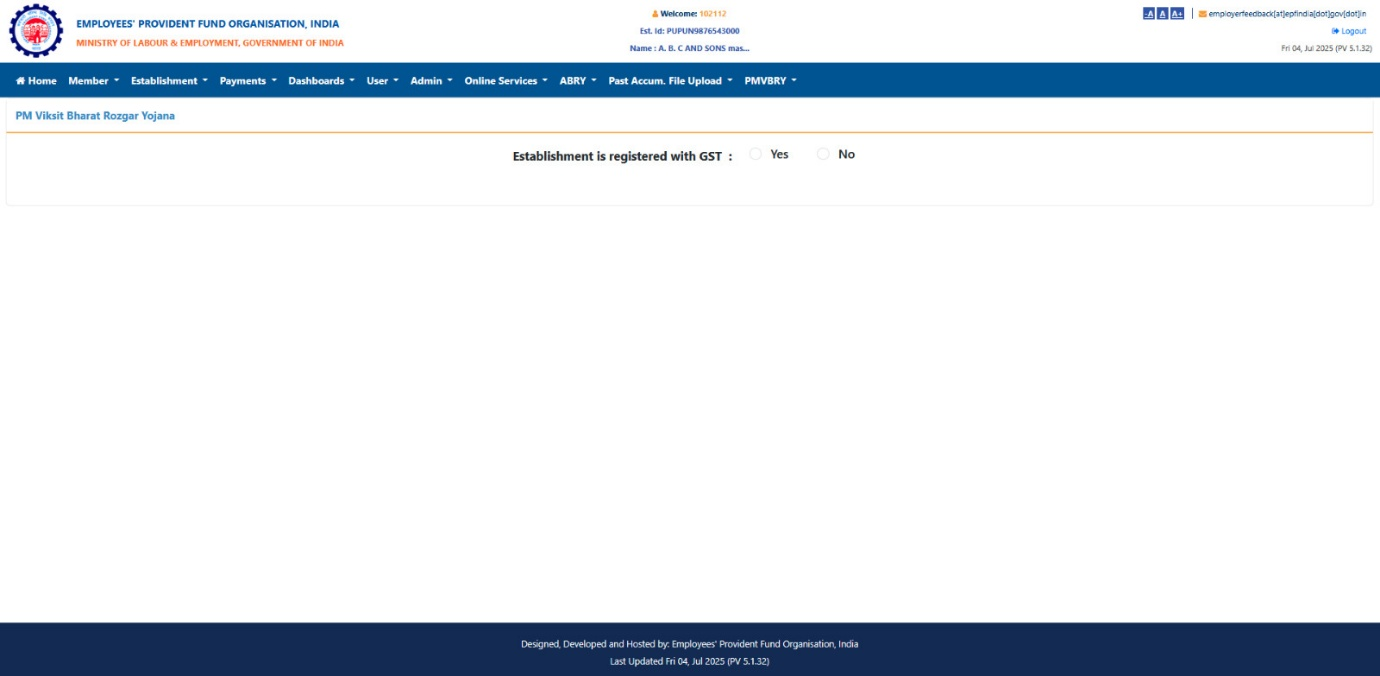 EMPLOYEES' PROVIDENT FUND ORGANISATION, INDIA
MINISTRY OF LABOUR & EMPLOYMENT, GOVERNMENT OF INDIA
Welcome: 102112
Est. Id: PUPUN9876543000
Name : A. B. C AND SONS mas...
-A A A+ | employerfeedback[at]epfindia[dot]gov[dot]in
Logout
Fri 04, Jul 2025 (PV 5.1.32)
Home Member Establishment Payments Dashboards User Admin Online Services ABRY Past Accum. File Upload PMVBRY
PM Viksit Bharat Rozgar Yojana
Establishment is registered with GST : Yes No
Designed, Developed and Hosted by: Employees' Provident Fund Organisation, India
Last Updated Fri 04, Jul 2025 (PV 5.1.32)